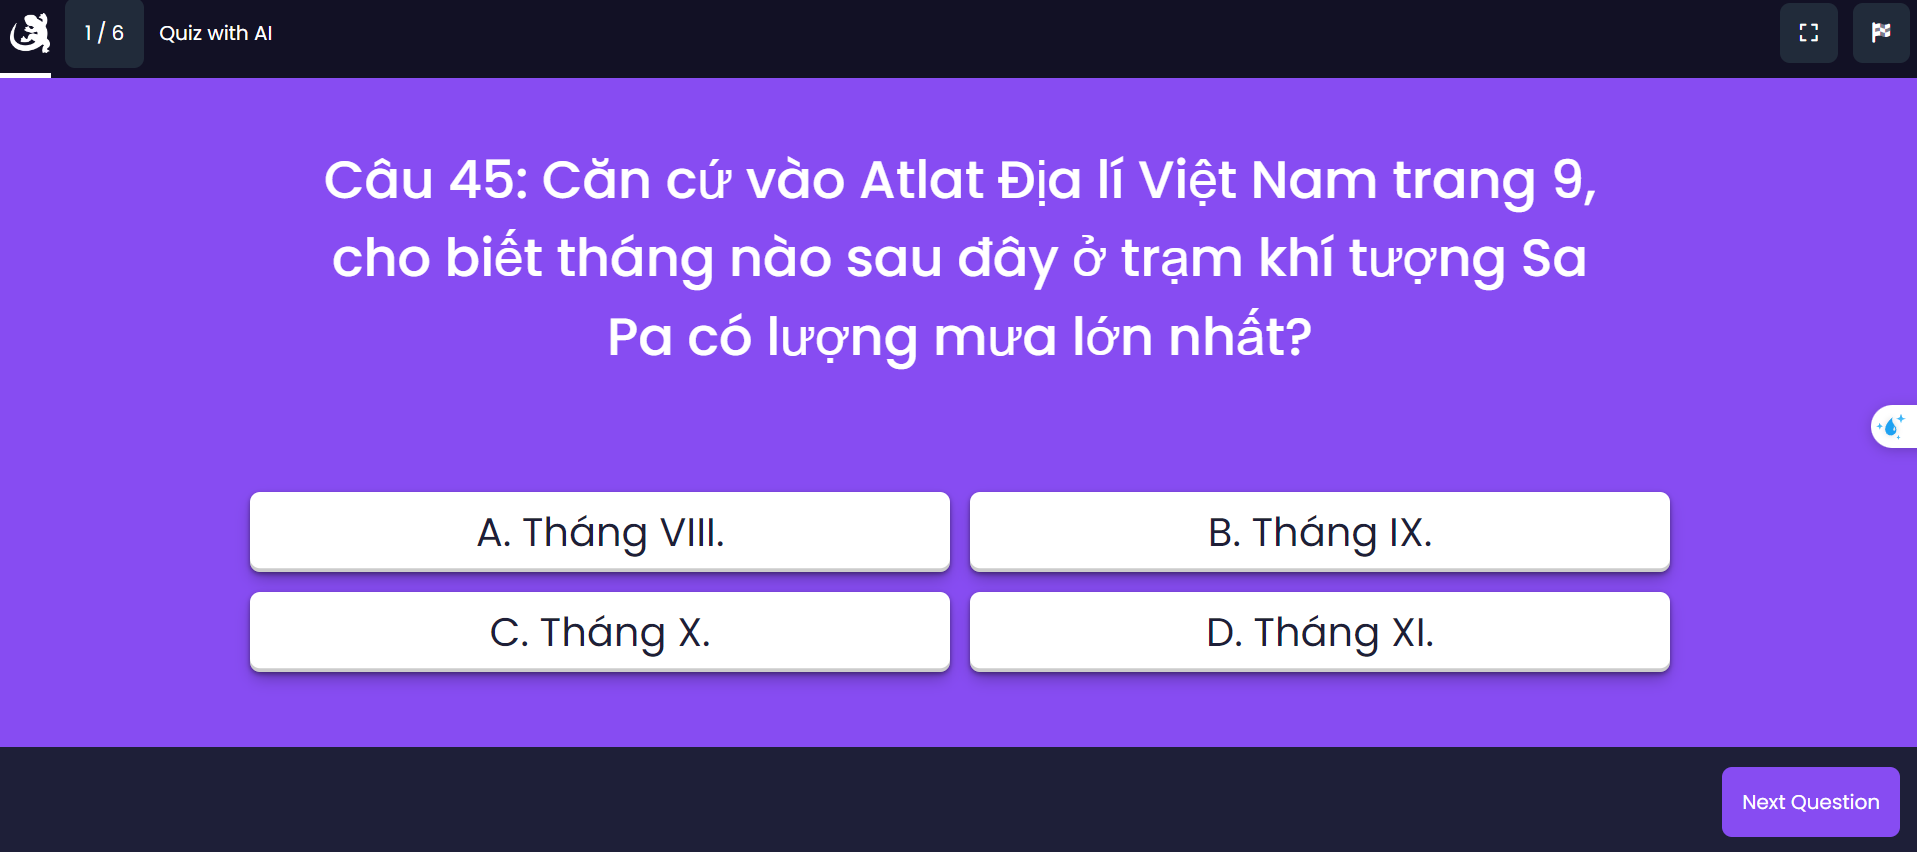 1 / 6
Quiz with AI
Câu 45: Căn cứ vào Atlat Địa lí Việt Nam trang 9,
cho biết tháng nào sau đây ở trạm khí tượng Sa
Pa có lượng mưa lớn nhất?
A. Tháng VIII.
B. Tháng IX.
C. Tháng X.
D. Tháng XI.
Next Question